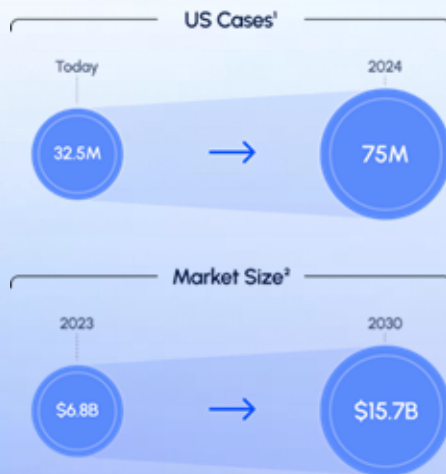 US Cases¹
Today 2024
32.5M 75M
Market Size²
2023 2030
$6.8B $15.7B